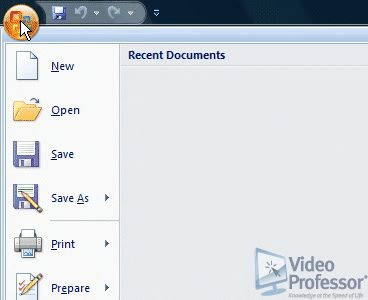 Recent Documents
New
Open
Save
Save As
Print
Prepare
Video
Professor®
Knowledge at the Speed of Life®